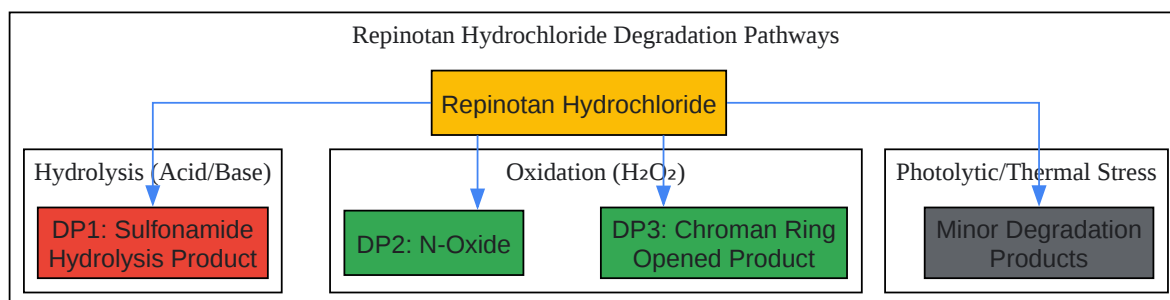 Repinotan Hydrochloride Degradation Pathways
Repinotan Hydrochloride
Hydrolysis (Acid/Base)
Oxidation (H₂O₂)
Photolytic/Thermal Stress
DP1: Sulfonamide
Hydrolysis Product
DP2: N-Oxide
DP3: Chroman Ring
Opened Product
Minor Degradation
Products